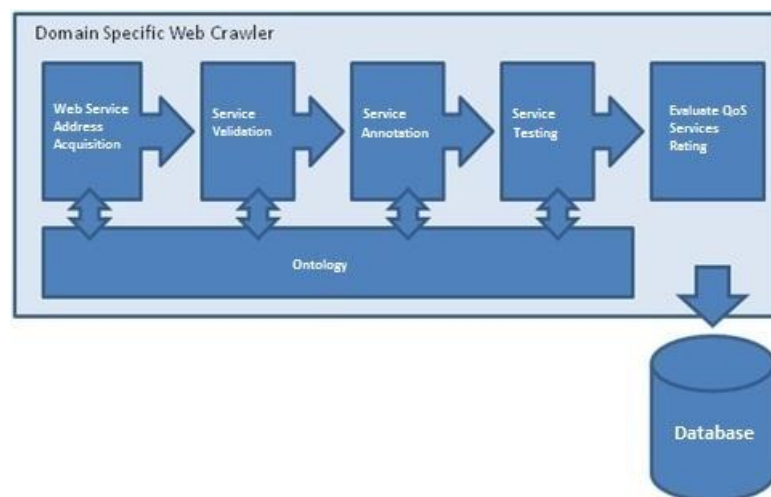 Domain Specific Web Crawler
Web Service
Address
Acquisition
Service
Validation
Service
Annotation
Service
Testing
Evaluate QoS
Services
Rating
Ontology
Database